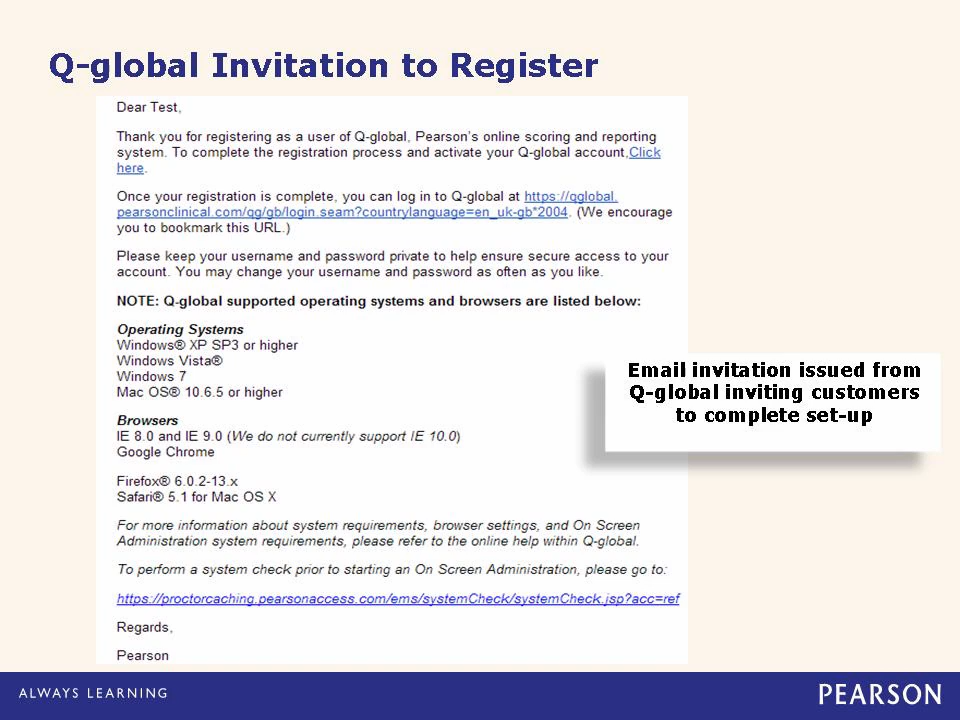 Q-global Invitation to Register
Dear Test,
Thank you for registering as a user of Q-global, Pearson's online scoring and reporting
system. To complete the registration process and activate your Q-global account,Click
here.
Once your registration is complete, you can log in to Q-global at https://qglobal.
pearsonclinical.com/qg/gb/login.seam?countrylanguage=en_uk-gb*2004. (We encourage
you to bookmark this URL.)
Please keep your username and password private to help ensure secure access to your
account. You may change your username and password as often as you like.
NOTE: Q-global supported operating systems and browsers are listed below:
Operating Systems
Windows® XP SP3 or higher
Windows Vista®
Windows 7
Mac OS® 10.6.5 or higher
Browsers
IE 8.0 and IE 9.0 (We do not currently support IE 10.0)
Google Chrome
Firefox® 6.0.2-13.x
Safari® 5.1 for Mac OS X
For more information about system requirements, browser settings, and On Screen
Administration system requirements, please refer to the online help within Q-global.
To perform a system check prior to starting an On Screen Administration, please go to:
https://proctorcaching.pearsonaccess.com/ems/systemCheck/systemCheck.jsp?acc=ref
Regards,
Pearson
Email invitation issued from
Q-global inviting customers
to complete set-up
ALWAYS LEARNING
PEARSON